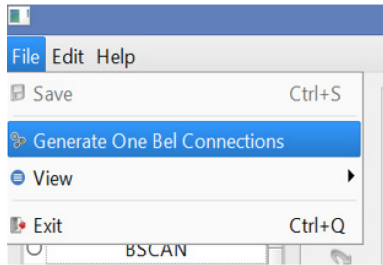 File Edit Help
Save Ctrl+S
Generate One Bel Connections
View
Exit Ctrl+Q
BSCAN